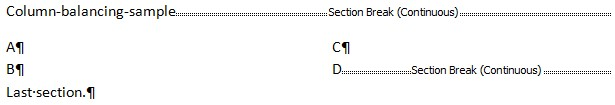 Column-balancing-sample Section Break (Continuous)
A¶
B¶
C¶
D Section Break (Continuous)
Last·section.¶